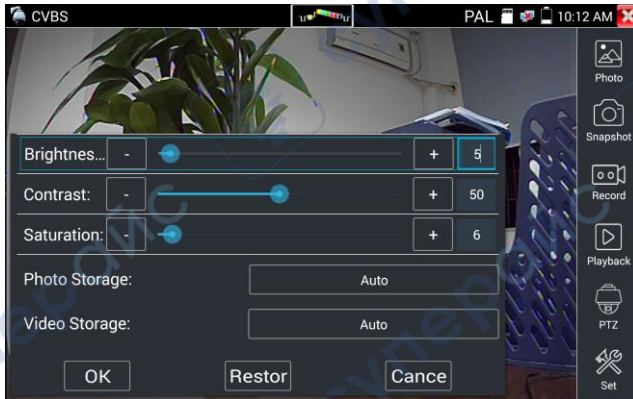 CVBS PAL 10:12 AM
Photo
Snapshot
Brightnes... - + 5
Contrast: - + 50
Record
Saturation: - + 6
Playback
Photo Storage: Auto
Video Storage: Auto
PTZ
OK Restor Cance
Set
суперайс